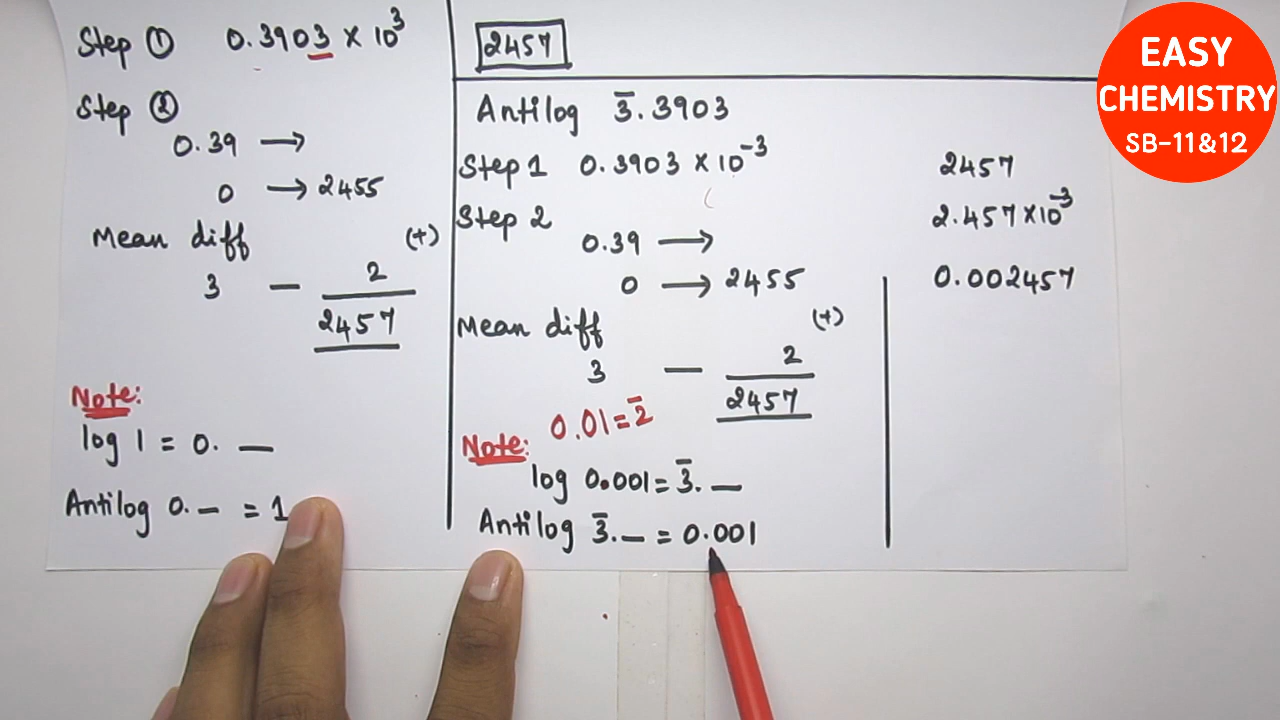 Step ① 0.3903 × 10³
Step ②
0.39 →
0 → 2455
Mean diff (+)
3 — 2
2457
Note:
log 1 = 0. —
Antilog 0. — = 1
2457
Antilog 3̅.3903
Step 1 0.3903 × 10⁻³
Step 2
0.39 →
0 → 2455
Mean diff (+)
3 — 2
2457
0.01 = 2̅
Note:
log 0.001 = 3̅. —
Antilog 3̅. — = 0.001
2457
2.457 × 10⁻³
0.002457
EASY
CHEMISTRY
SB-11&12